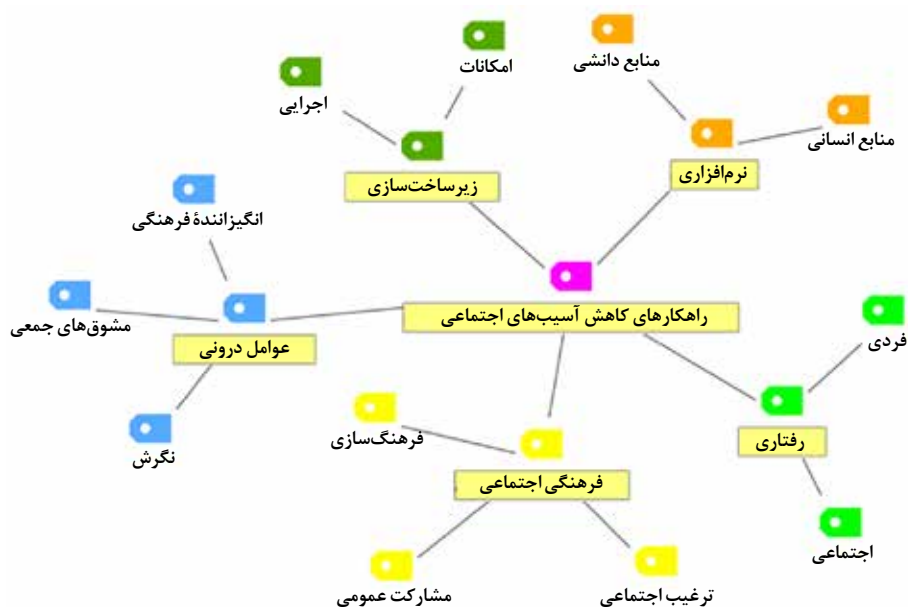 امکانات
منابع دانشی
اجرایی
منابع انسانی
زیرساخت‌سازی
نرم‌افزاری
انگیزانندهٔ فرهنگی
راهکارهای کاهش آسیب‌های اجتماعی
مشوق‌های جمعی
عوامل درونی
فردی
نگرش
فرهنگ‌سازی
رفتاری
فرهنگی اجتماعی
اجتماعی
مشارکت عمومی
ترغیب اجتماعی